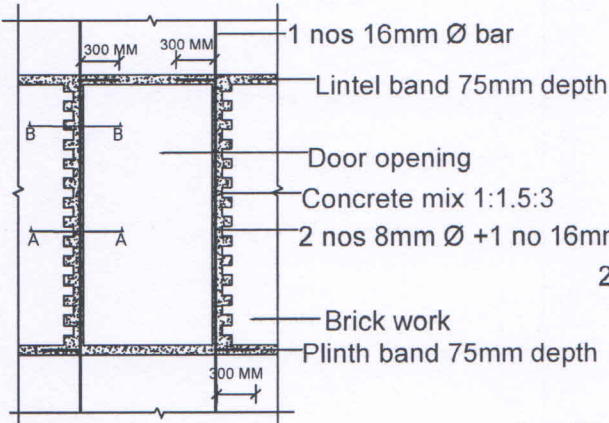 300 MM
300 MM
1 nos 16mm Ø bar
Lintel band 75mm depth
B
B
Door opening
Concrete mix 1:1.5:3
A
A
2 nos 8mm Ø +1 no 16mm
2
Brick work
Plinth band 75mm depth
300 MM